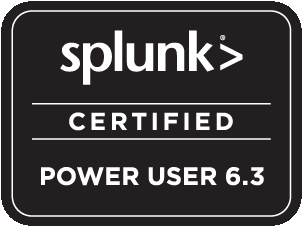 splunk®>
CERTIFIED
POWER USER 6.3